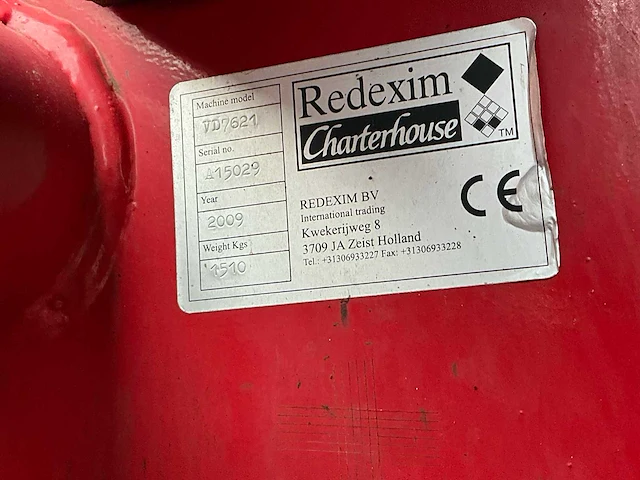 Machine model
VD7621
Serial no.
A15029
Year
2009
Weight Kgs
1510
Redexim
Charterhouse
TM
REDEXIM BV
International trading
Kwekerijweg 8
3709 JA Zeist Holland
Tel.: +31306933227 Fax: +31306933228
CE